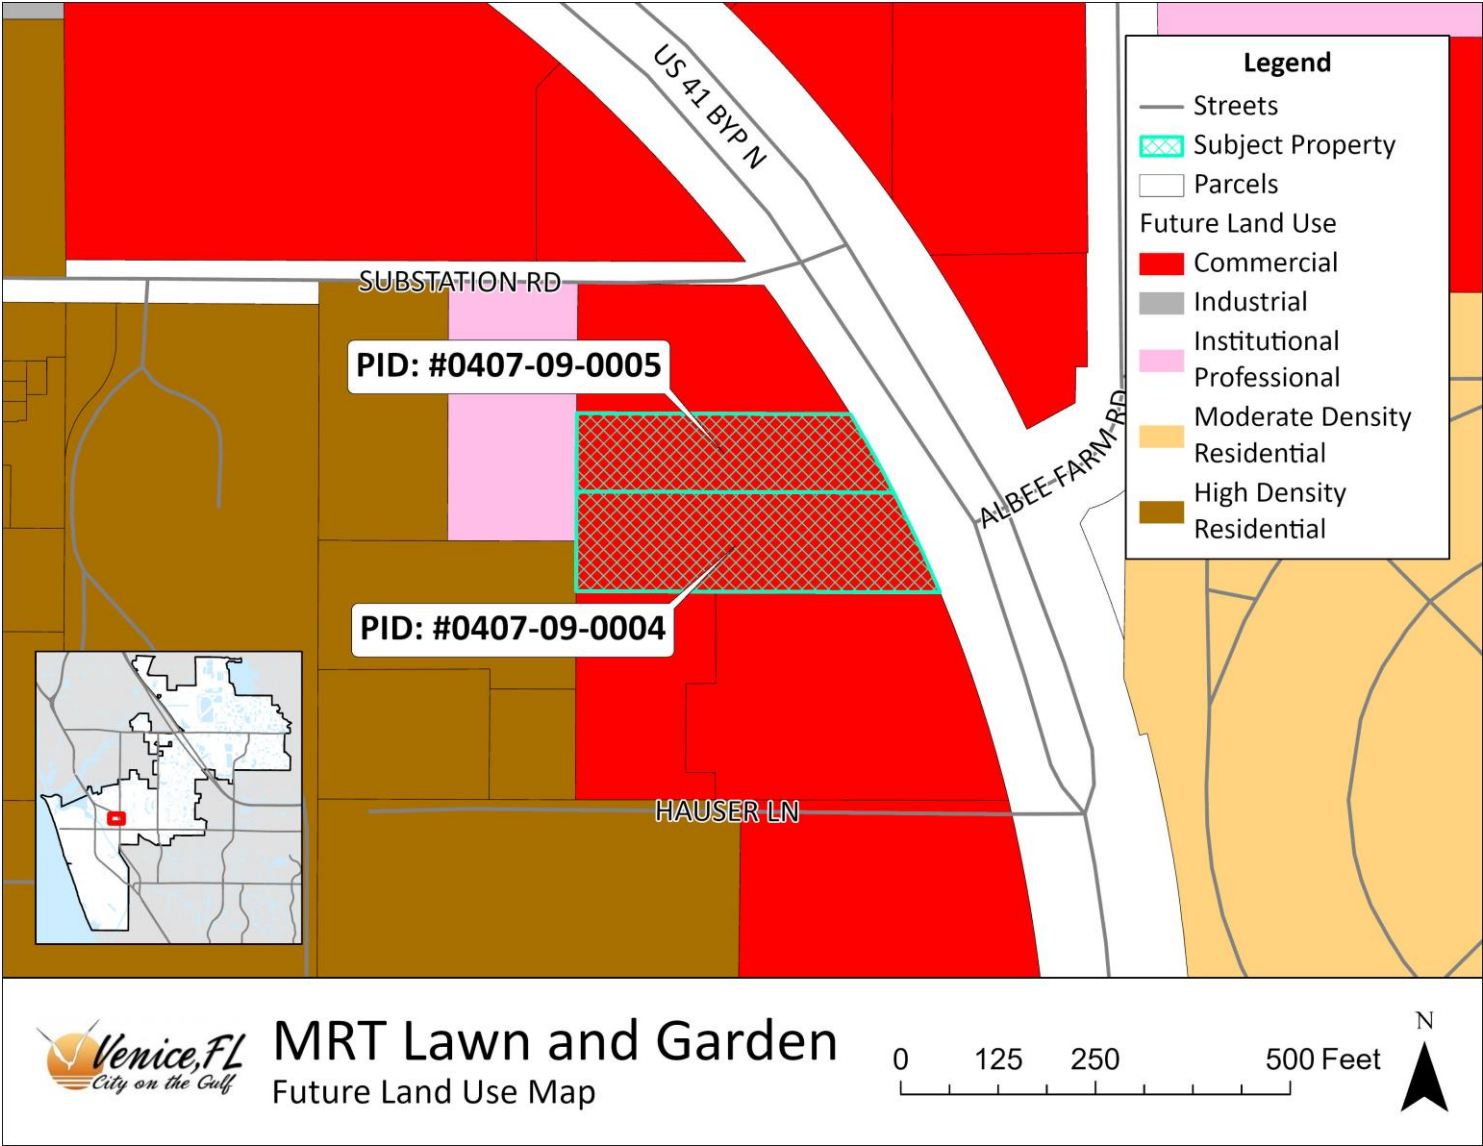 US 41 BYP N
Legend
Streets
Subject Property
Parcels
Future Land Use
Commercial
Industrial
Institutional
Professional
Moderate Density
Residential
High Density
Residential
SUBSTATION RD
PID: #0407-09-0005
ALBEE FARM RD
PID: #0407-09-0004
HAUSER LN
Venice, FL
City on the Gulf
MRT Lawn and Garden
Future Land Use Map
0 125 250 500 Feet
N